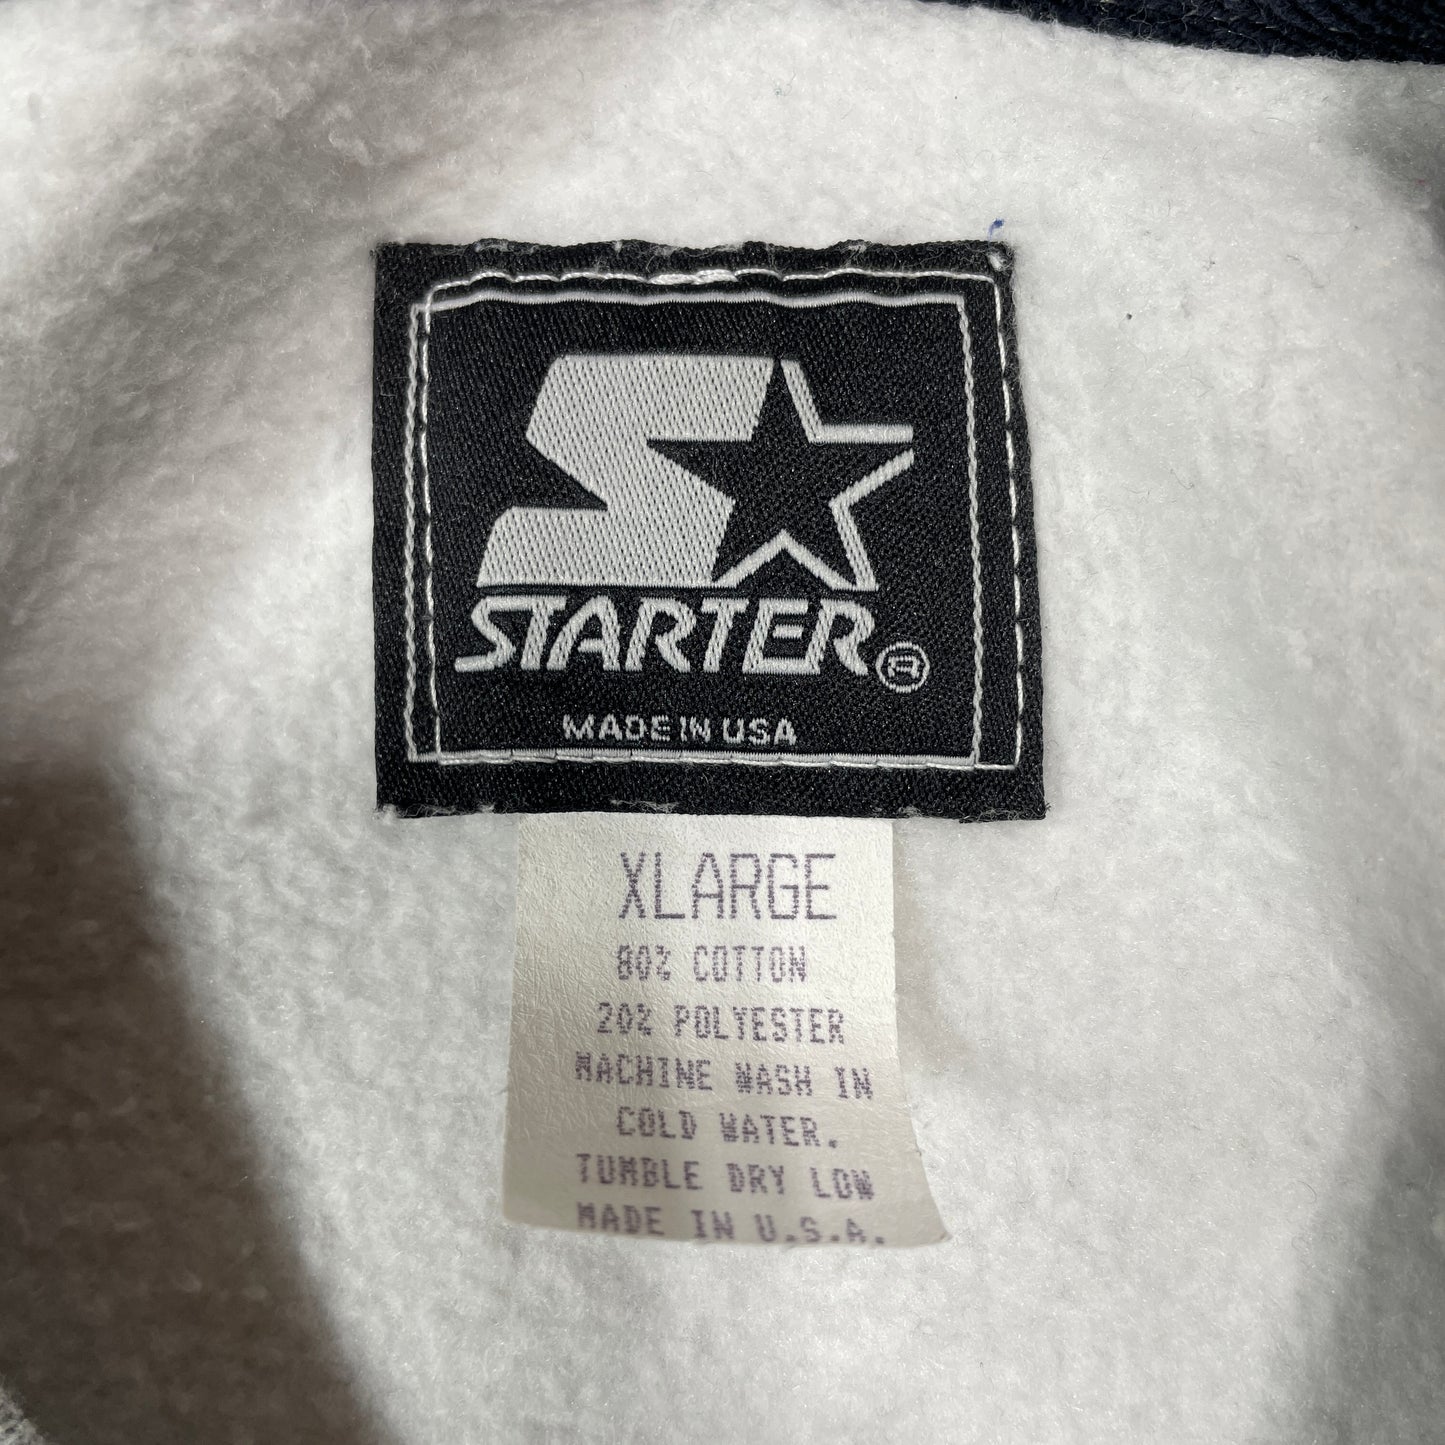 STARTER®
MADE IN USA
XLARGE
80% COTTON
20% POLYESTER
MACHINE WASH IN
COLD WATER.
TUMBLE DRY LOW
MADE IN U.S.A.